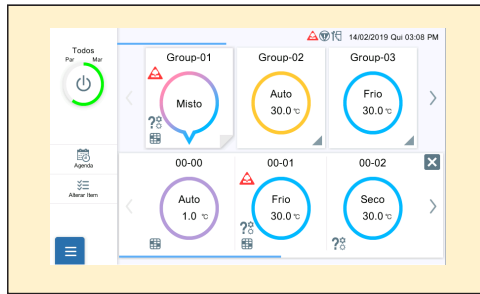 14/02/2019 Qui 03:08 PM
Todos
Par Mar
Agenda
Alterar Item
Group-01
Misto
Group-02
Auto
30.0 °C
Group-03
Frio
30.0 °C
00-00
Auto
1.0 °C
00-01
Frio
30.0 °C
00-02
Seco
30.0 °C